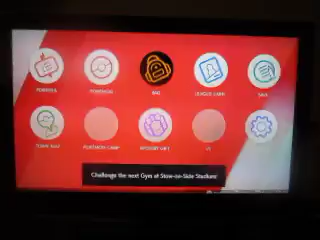 POKÉDEX
POKÉMON
BAG
LEAGUE CARD
SAVE
TOWN MAP
POKÉMON CAMP
MYSTERY GIFT
VS
Challenge the next Gym at Stow-on-Side Stadium!